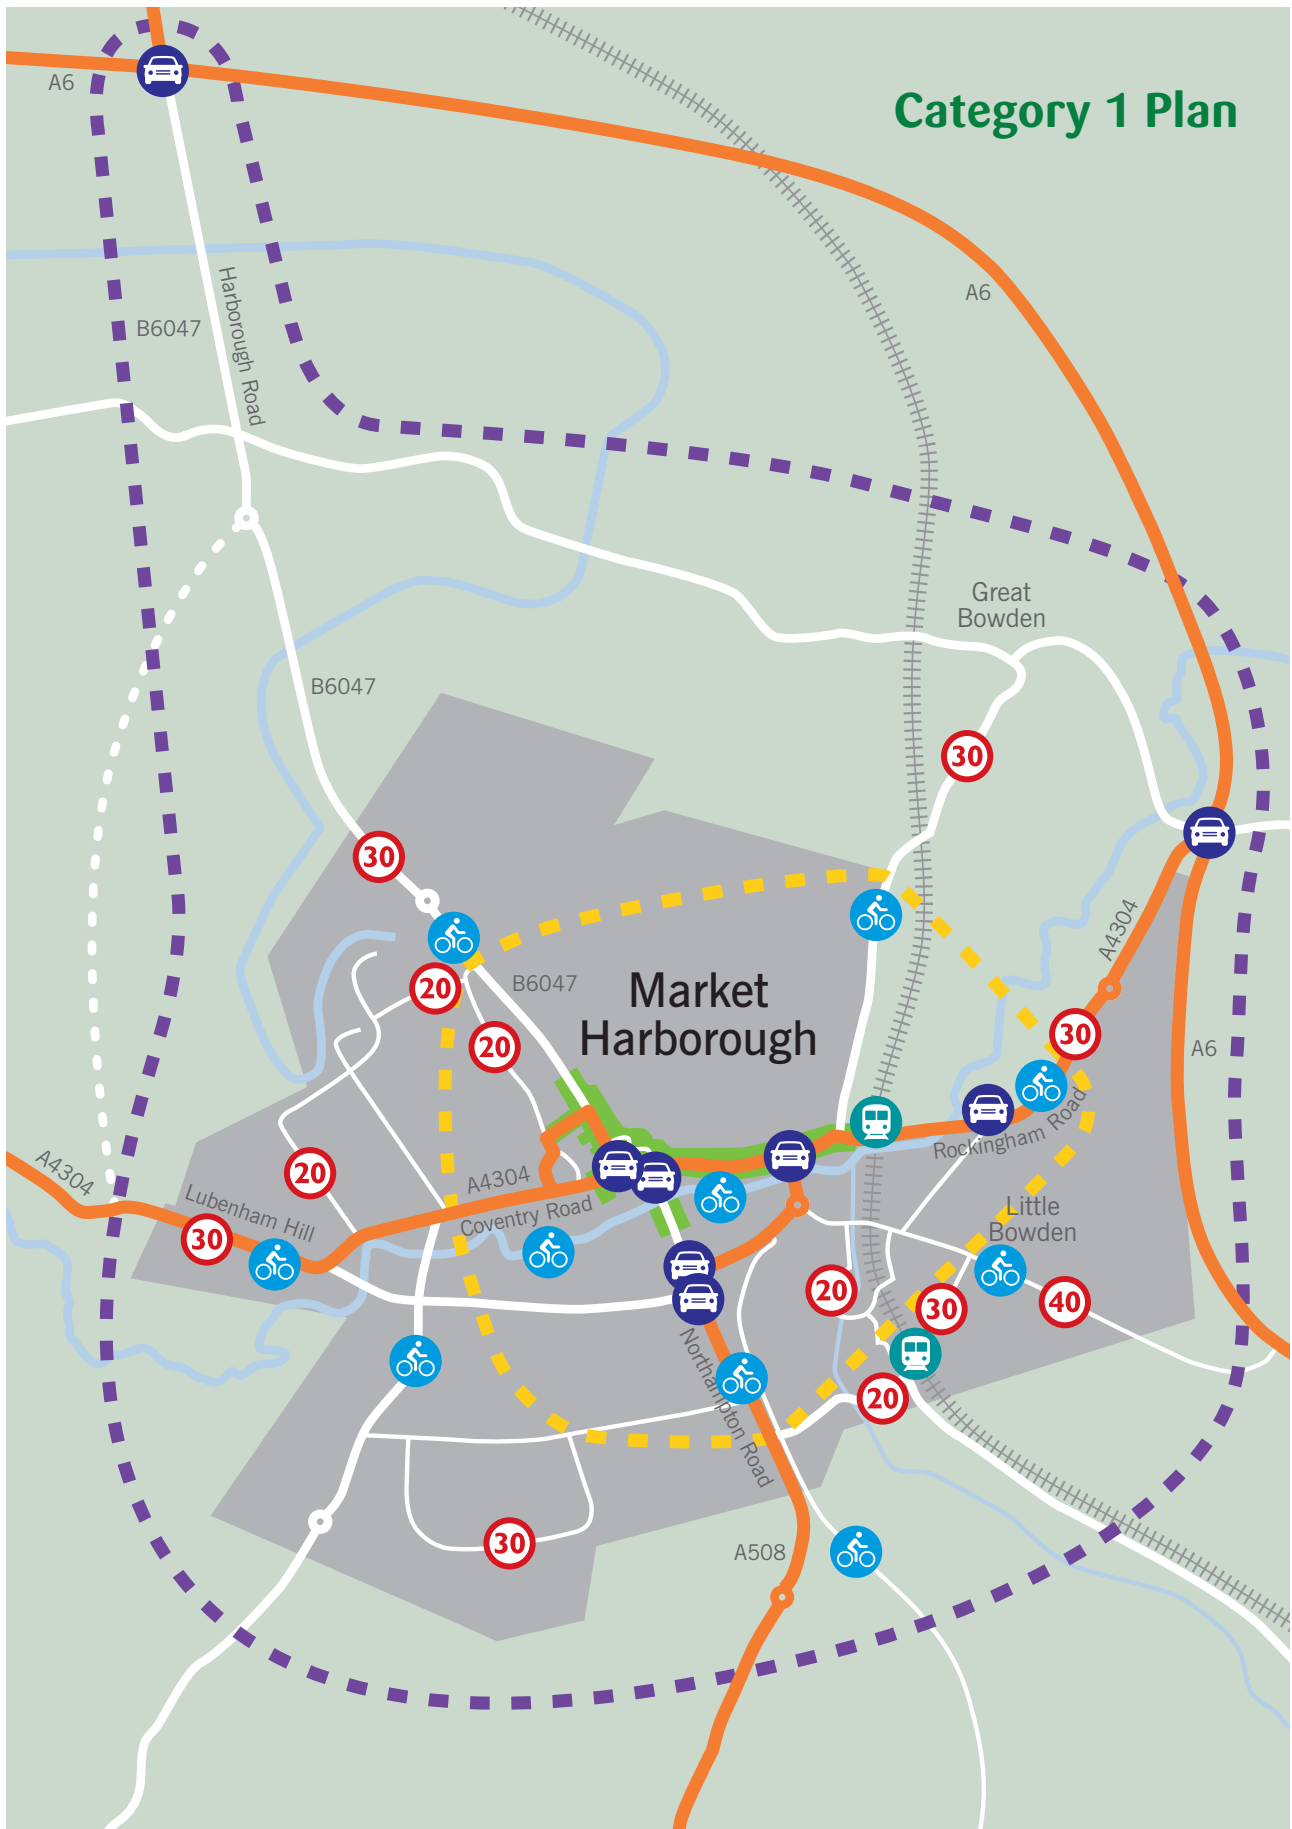 A6
Category 1 Plan
A6
B6047
Harborough Road
Great
Bowden
B6047
30
30
A4304
20
B6047
Market
Harborough
30
20
A6
Rockingham Road
A4304
20
A4304
Lubenham Hill
Coventry Road
Little
Bowden
30
20
30
40
Northampton Road
20
30
A508